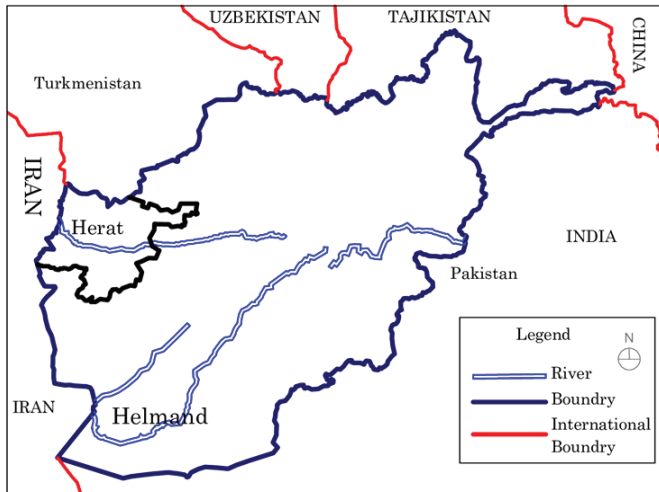 UZBEKISTAN
TAJIKISTAN
CHINA
Turkmenistan
IRAN
Herat
INDIA
Pakistan
IRAN
Helmand
Legend
N
River
Boundry
International
Boundry